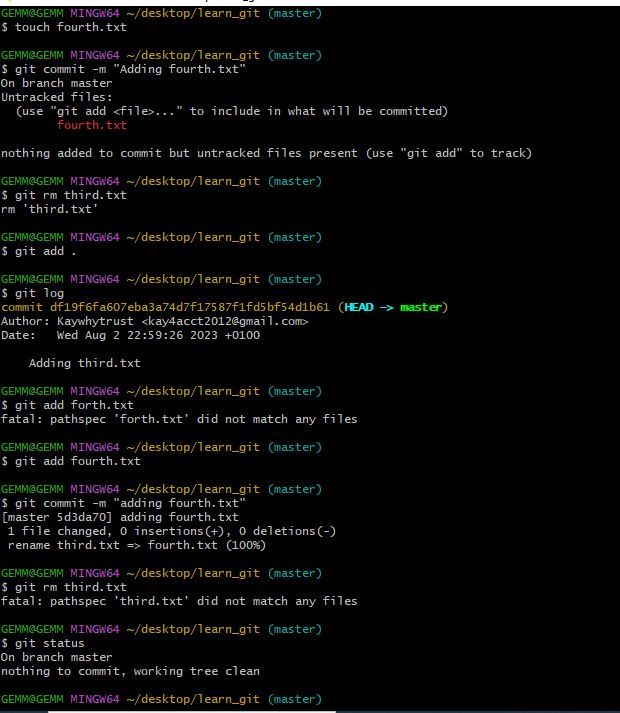 GEMM@GEMM MINGW64 ~/desktop/learn_git (master)
$ touch fourth.txt

GEMM@GEMM MINGW64 ~/desktop/learn_git (master)
$ git commit -m "Adding fourth.txt"
On branch master
Untracked files:
  (use "git add <file>..." to include in what will be committed)
        fourth.txt

nothing added to commit but untracked files present (use "git add" to track)

GEMM@GEMM MINGW64 ~/desktop/learn_git (master)
$ git rm third.txt
rm 'third.txt'

GEMM@GEMM MINGW64 ~/desktop/learn_git (master)
$ git add .

GEMM@GEMM MINGW64 ~/desktop/learn_git (master)
$ git log
commit df19f6fa607eba3a74d7f17587f1fd5bf54d1b61 (HEAD -> master)
Author: Kaywhytrust <kay4acct2012@gmail.com>
Date:   Wed Aug 2 22:59:26 2023 +0100

    Adding third.txt

GEMM@GEMM MINGW64 ~/desktop/learn_git (master)
$ git add forth.txt
fatal: pathspec 'forth.txt' did not match any files

GEMM@GEMM MINGW64 ~/desktop/learn_git (master)
$ git add fourth.txt

GEMM@GEMM MINGW64 ~/desktop/learn_git (master)
$ git commit -m "adding fourth.txt"
[master 5d3da70] adding fourth.txt
 1 file changed, 0 insertions(+), 0 deletions(-)
 rename third.txt => fourth.txt (100%)

GEMM@GEMM MINGW64 ~/desktop/learn_git (master)
$ git rm third.txt
fatal: pathspec 'third.txt' did not match any files

GEMM@GEMM MINGW64 ~/desktop/learn_git (master)
$ git status
On branch master
nothing to commit, working tree clean

GEMM@GEMM MINGW64 ~/desktop/learn_git (master)